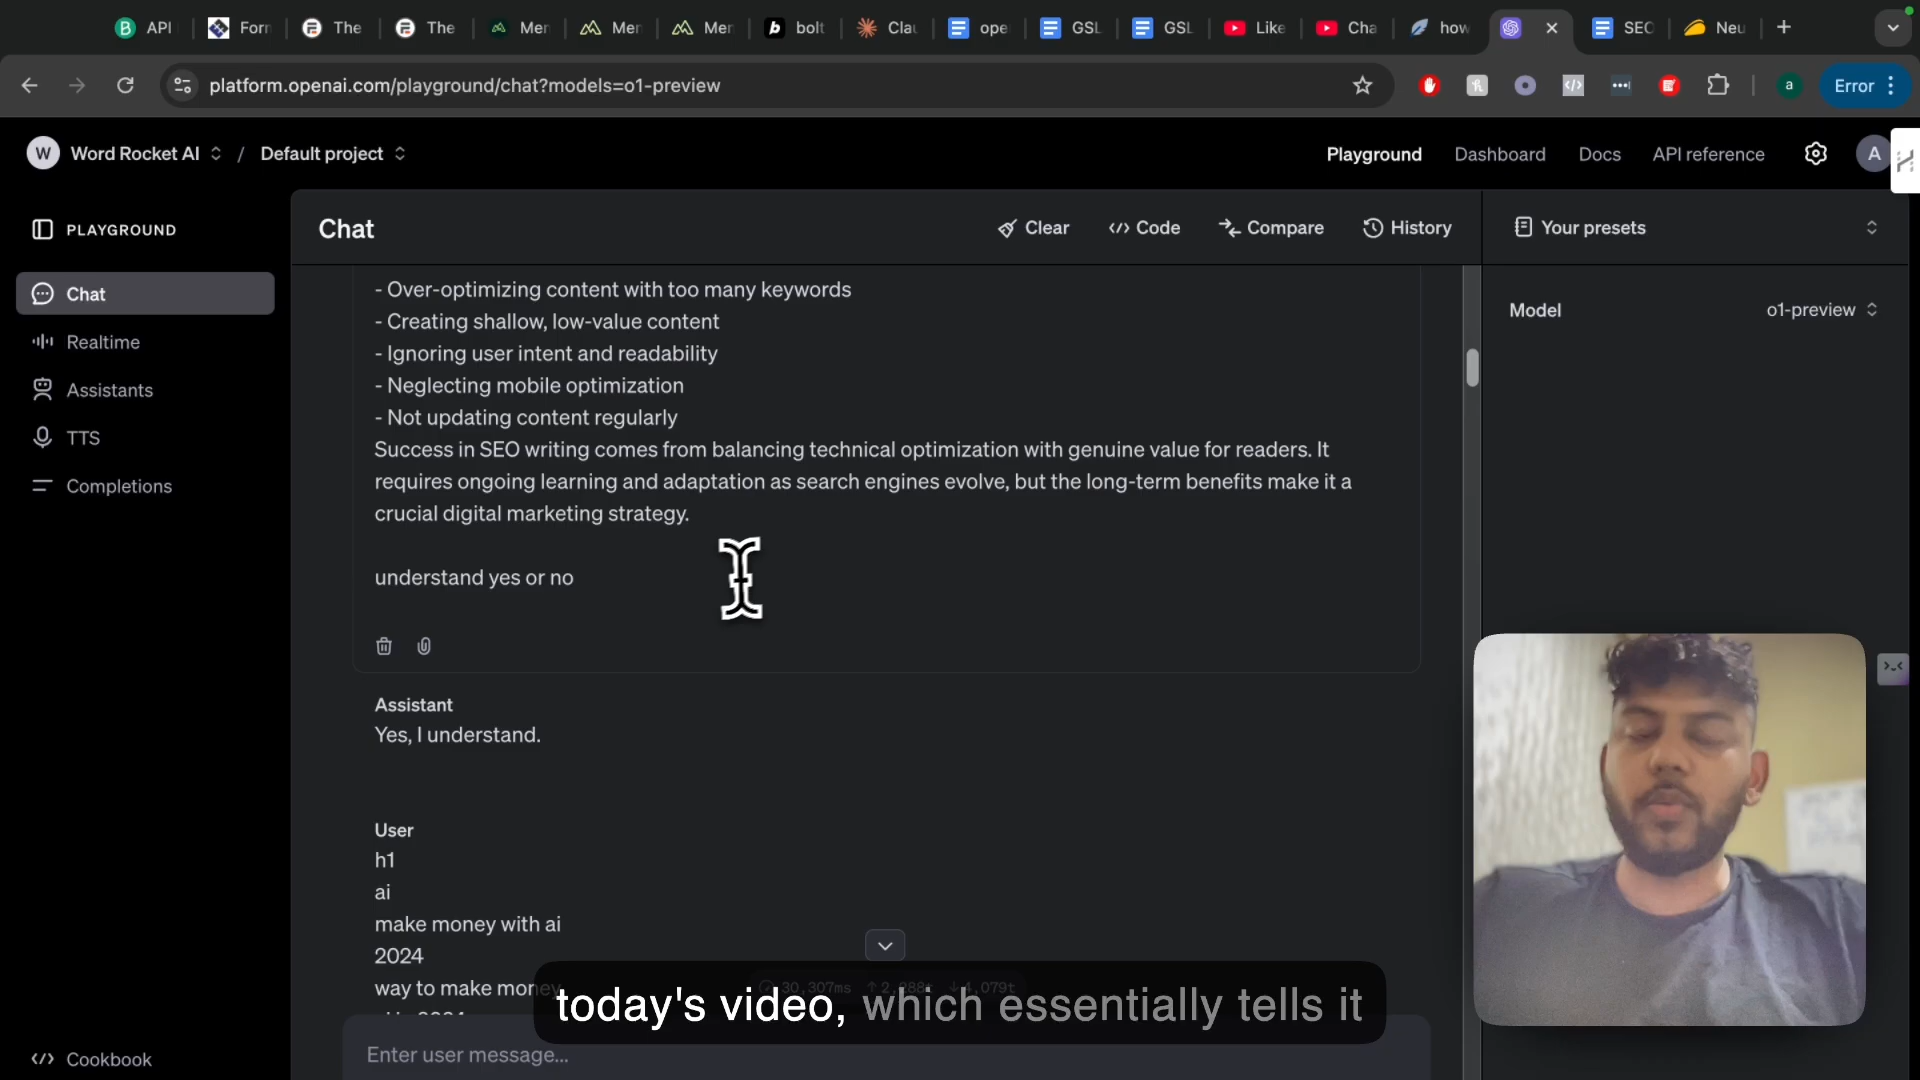 API
Form
The
The
Men
Mer
Mer
bolt
Clau
ope
GSL
GSL
Like
Cha
how
SEO
Neu
platform.openai.com/playground/chat?models=o1-preview
a
Error
W
Word Rocket AI
/
Default project
Playground
Dashboard
Docs
API reference
A
PLAYGROUND
Chat
Realtime
Assistants
TTS
Completions
Cookbook
Chat
Clear
Code
Compare
History
Your presets
Model
o1-preview
- Over-optimizing content with too many keywords
- Creating shallow, low-value content
- Ignoring user intent and readability
- Neglecting mobile optimization
- Not updating content regularly
Success in SEO writing comes from balancing technical optimization with genuine value for readers. It
requires ongoing learning and adaptation as search engines evolve, but the long-term benefits make it a
crucial digital marketing strategy.
understand yes or no
Assistant
Yes, I understand.
User
h1
ai
make money with ai
2024
way to make money
30,307ms
today's video, which essentially tells it
Enter user message...